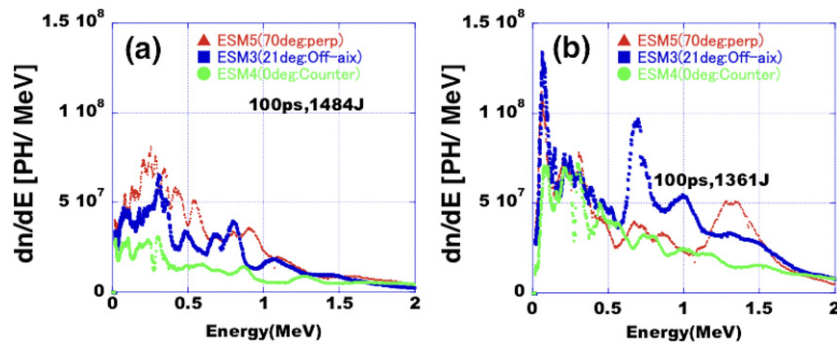 1.5 10⁸
(a)
▲ ESM5(70deg:perp)
■ ESM3(21deg:Off-aix)
● ESM4(0deg:Counter)
100ps,1484J
1 10⁸
5 10⁷
0
dn/dE [PH/ MeV]
0 0.5 1 1.5 2
Energy(MeV)
1.5 10⁸
(b)
▲ ESM5(70deg:perp)
■ ESM3(21deg:Off-aix)
● ESM4(0deg:Counter)
1 10⁸
100ps,1361J
5 10⁷
0
dn/dE [PH/ MeV]
0 0.5 1 1.5 2
Energy(MeV)